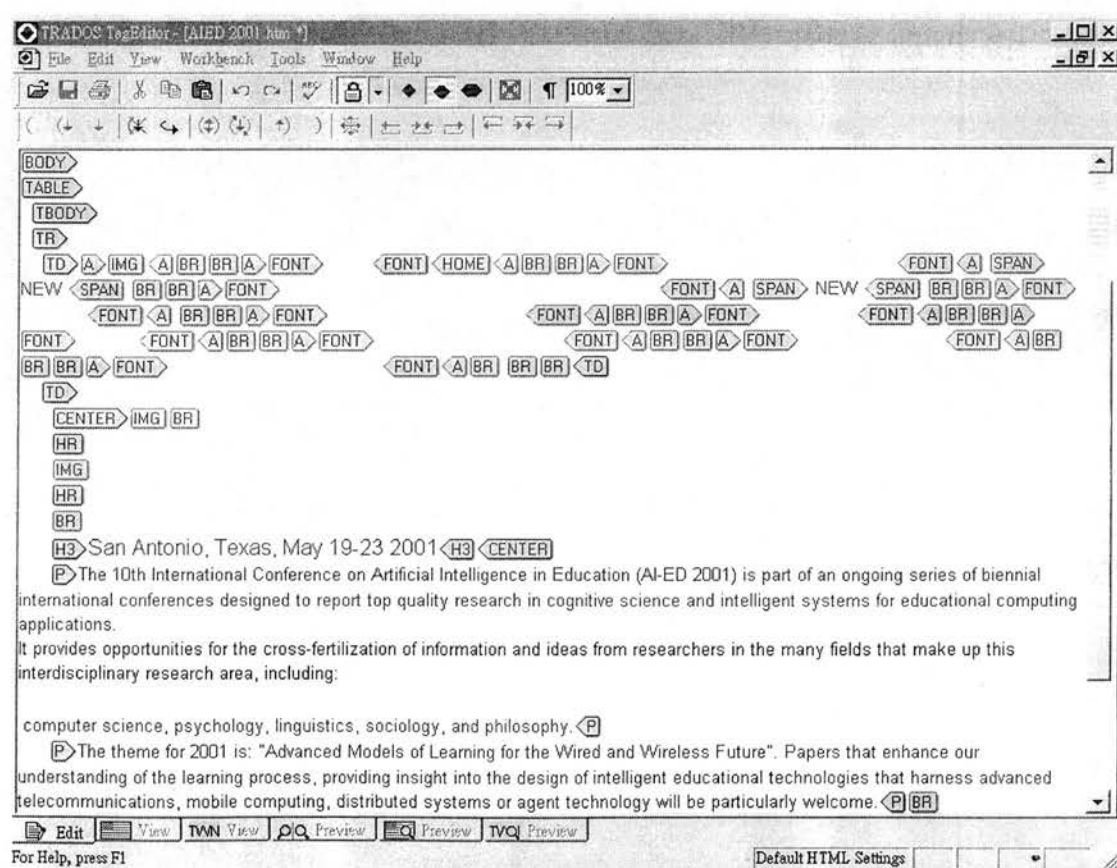 TRADOS TagEditor - [AIED 2001 htm *]
File Edit View Workbench Tools Window Help
ABC ¶ 100%
BODY
TABLE
TBODY
TR
TD A IMG A BR BR A FONT FONT HOME A BR BR A FONT FONT A SPAN
NEW SPAN BR BR A FONT FONT A SPAN NEW SPAN BR BR A FONT
FONT A BR BR A FONT FONT A BR BR A FONT FONT A BR BR A
FONT FONT A BR BR A FONT FONT A BR BR A FONT FONT A BR
BR BR A FONT FONT A BR BR BR TD
TD
CENTER IMG BR
HR
IMG
HR
BR
H3 San Antonio, Texas, May 19-23 2001 H3 CENTER
P The 10th International Conference on Artificial Intelligence in Education (AI-ED 2001) is part of an ongoing series of biennial
international conferences designed to report top quality research in cognitive science and intelligent systems for educational computing
applications.
It provides opportunities for the cross-fertilization of information and ideas from researchers in the many fields that make up this
interdisciplinary research area, including:
computer science, psychology, linguistics, sociology, and philosophy. P
P The theme for 2001 is: "Advanced Models of Learning for the Wired and Wireless Future". Papers that enhance our
understanding of the learning process, providing insight into the design of intelligent educational technologies that harness advanced
telecommunications, mobile computing, distributed systems or agent technology will be particularly welcome. P BR
Edit View TWN View Preview Preview TVQ Preview
For Help, press F1 Default HTML Settings